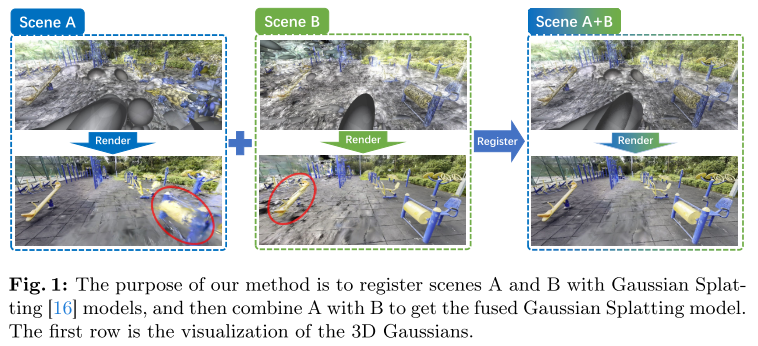 Scene A
Scene B
Scene A+B
Render
Render
Register
Render
Fig. 1: The purpose of our method is to register scenes A and B with Gaussian Splat-
ting [16] models, and then combine A with B to get the fused Gaussian Splatting model.
The first row is the visualization of the 3D Gaussians.